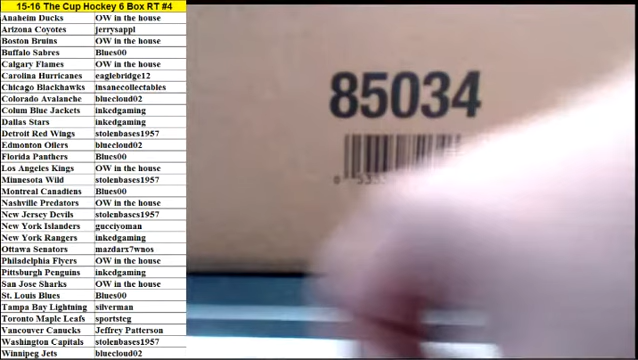 15-16 The Cup Hockey 6 Box RT #4
Anaheim Ducks OW in the house
Arizona Coyotes jerrysappl
Boston Bruins OW in the house
Buffalo Sabres Blues00
Calgary Flames OW in the house
Carolina Hurricanes eaglebridge12
Chicago Blackhawks insanecollectables
Colorado Avalanche bluecloud02
Colum Blue Jackets inkedgaming
Dallas Stars inkedgaming
Detroit Red Wings stolenbases1957
Edmonton Oilers bluecloud02
Florida Panthers Blues00
Los Angeles Kings OW in the house
Minnesota Wild stolenbases1957
Montreal Canadiens Blues00
Nashville Predators OW in the house
New Jersey Devils stolenbases1957
New York Islanders gucciyoman
New York Rangers inkedgaming
Ottawa Senators mazdarx7wnos
Philadelphia Flyers OW in the house
Pittsburgh Penguins inkedgaming
San Jose Sharks OW in the house
St. Louis Blues Blues00
Tampa Bay Lightning silverman
Toronto Maple Leafs sportsteg
Vancouver Canucks Jeffrey Patterson
Washington Capitals stolenbases1957
Winnipeg Jets bluecloud02
85034